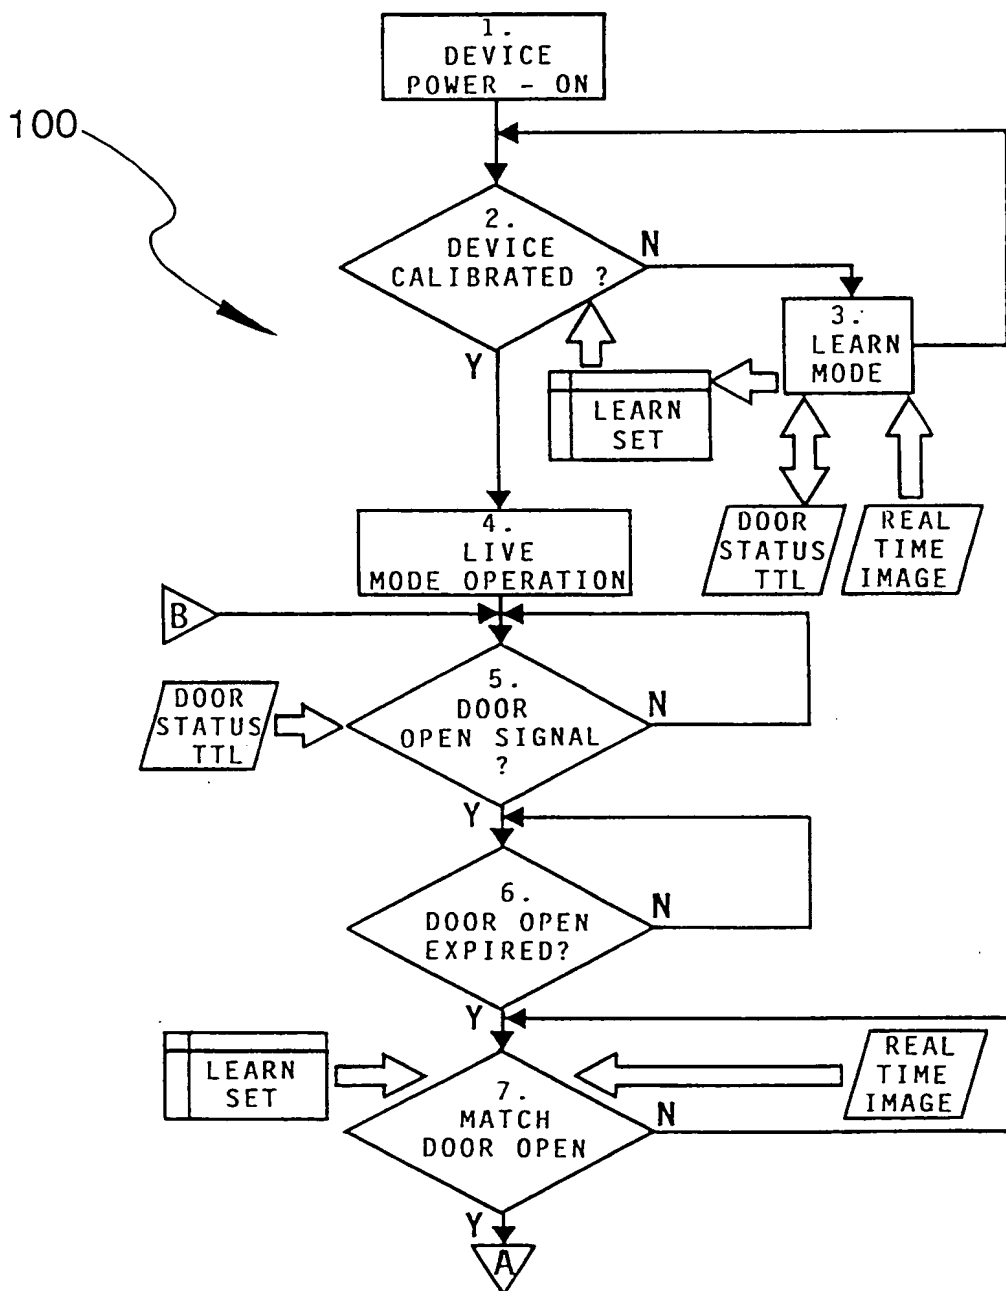 1.
DEVICE
POWER - ON
100
2.
DEVICE
CALIBRATED ?
N
Y
3.
LEARN
MODE
LEARN
SET
DOOR
STATUS
TTL
REAL
TIME
IMAGE
4.
LIVE
MODE OPERATION
B
5.
DOOR
OPEN SIGNAL
?
N
Y
DOOR
STATUS
TTL
6.
DOOR OPEN
EXPIRED?
N
Y
LEARN
SET
7.
MATCH
DOOR OPEN
N
Y
REAL
TIME
IMAGE
A